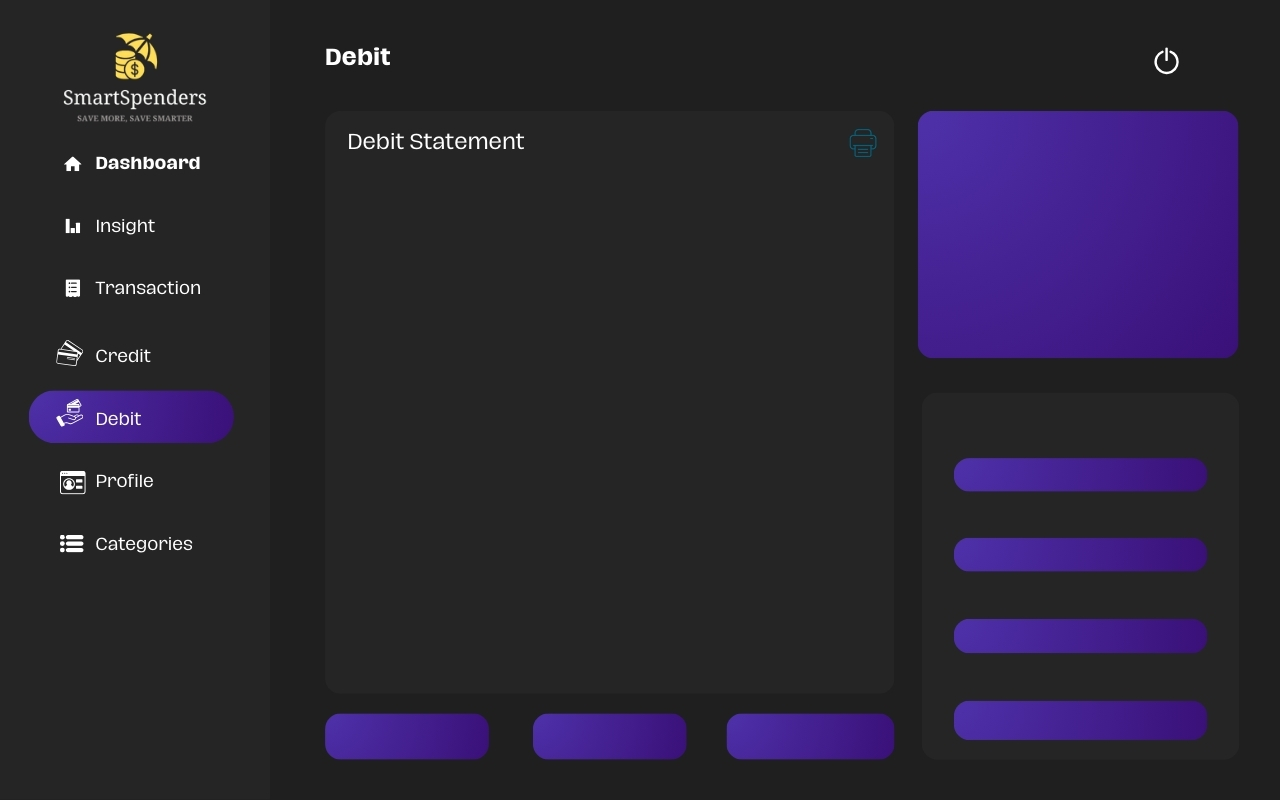 SmartSpenders
SAVE MORE, SAVE SMARTER
Dashboard
Insight
Transaction
Credit
Debit
Profile
Categories
Debit
Debit Statement
$